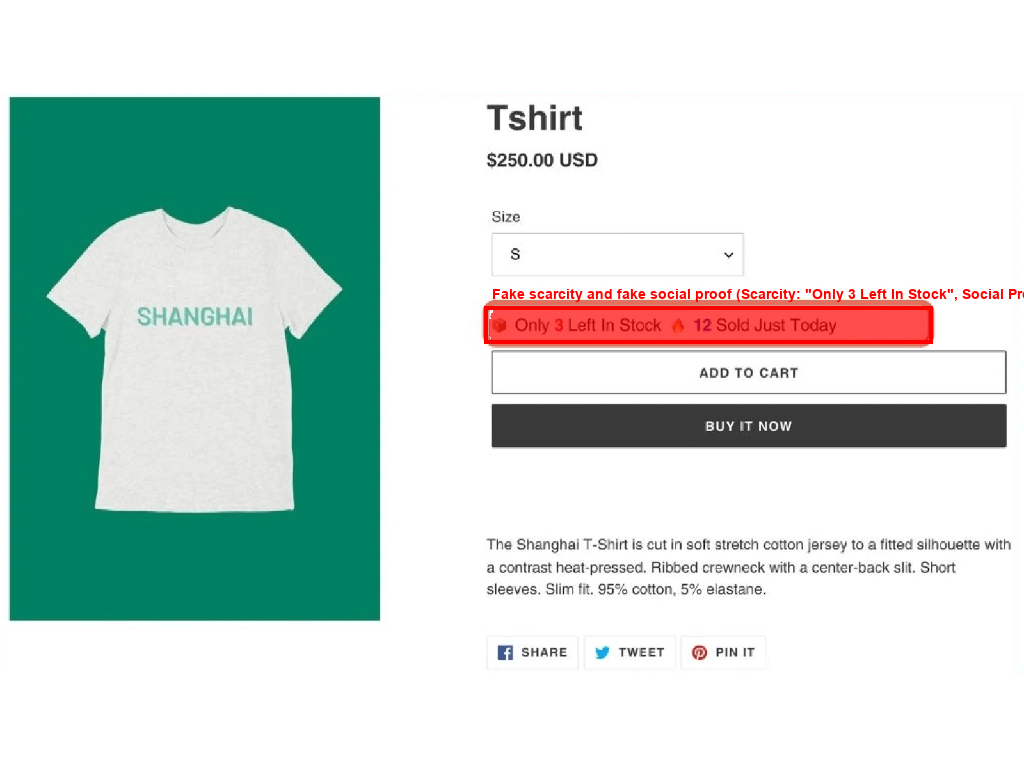 Tshirt
$250.00 USD
Size
S
Fake scarcity and fake social proof (Scarcity: "Only 3 Left In Stock", Social Pr
Only 3 Left In Stock 12 Sold Just Today
SHANGHAI
ADD TO CART
BUY IT NOW
The Shanghai T-Shirt is cut in soft stretch cotton jersey to a fitted silhouette with
a contrast heat-pressed. Ribbed crewneck with a center-back slit. Short
sleeves. Slim fit. 95% cotton, 5% elastane.
SHARE TWEET PIN IT